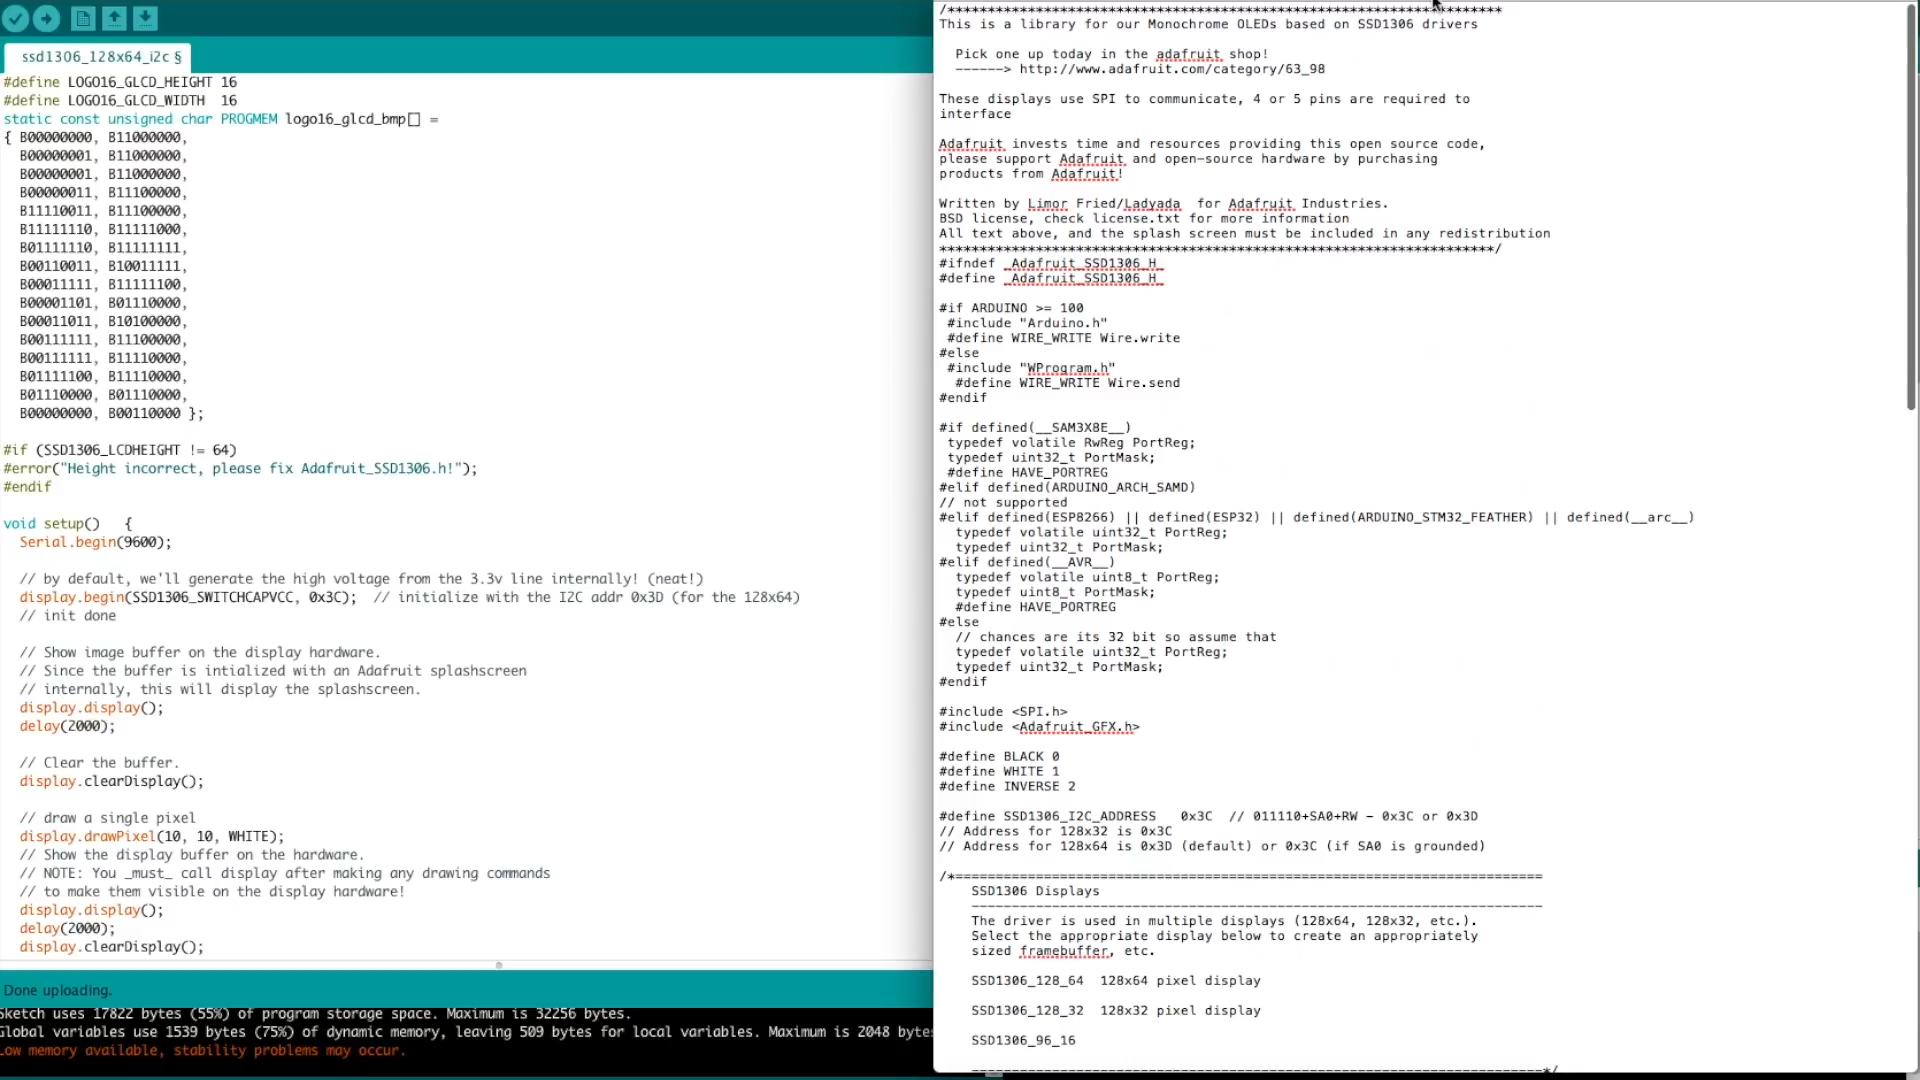 ssd1306_128x64_i2c §
#define LOGO16_GLCD_HEIGHT 16
#define LOGO16_GLCD_WIDTH  16
static const unsigned char PROGMEM logo16_glcd_bmp[] =
{ B00000000, B11000000,
  B00000001, B11000000,
  B00000001, B11000000,
  B00000011, B11100000,
  B11110011, B11100000,
  B11111110, B11111000,
  B01111110, B11111111,
  B00110011, B10011111,
  B00011111, B11111100,
  B00001101, B01110000,
  B00011011, B10100000,
  B00111111, B11100000,
  B00111111, B11110000,
  B01111100, B11110000,
  B01110000, B01110000,
  B00000000, B00110000 };
#if (SSD1306_LCDHEIGHT != 64)
#error("Height incorrect, please fix Adafruit_SSD1306.h!");
#endif
void setup()   {
  Serial.begin(9600);
  // by default, we'll generate the high voltage from the 3.3v line internally! (neat!)
  display.begin(SSD1306_SWITCHCAPVCC, 0x3C);  // initialize with the I2C addr 0x3D (for the 128x64)
  // init done
  // Show image buffer on the display hardware.
  // Since the buffer is intialized with an Adafruit splashscreen
  // internally, this will display the splashscreen.
  display.display();
  delay(2000);
  // Clear the buffer.
  display.clearDisplay();
  // draw a single pixel
  display.drawPixel(10, 10, WHITE);
  // Show the display buffer on the hardware.
  // NOTE: You _must_ call display after making any drawing commands
  // to make them visible on the display hardware!
  display.display();
  delay(2000);
  display.clearDisplay();
Done uploading.
Sketch uses 17822 bytes (55%) of program storage space. Maximum is 32256 bytes.
Global variables use 1539 bytes (75%) of dynamic memory, leaving 509 bytes for local variables. Maximum is 2048 bytes
Low memory available, stability problems may occur.
/*********************************************************************
This is a library for our Monochrome OLEDs based on SSD1306 drivers
  Pick one up today in the adafruit shop!
  ------> http://www.adafruit.com/category/63_98
These displays use SPI to communicate, 4 or 5 pins are required to
interface
Adafruit invests time and resources providing this open source code,
please support Adafruit and open-source hardware by purchasing
products from Adafruit!
Written by Limor Fried/Ladyada  for Adafruit Industries.
BSD license, check license.txt for more information
All text above, and the splash screen must be included in any redistribution
*********************************************************************/
#ifndef _Adafruit_SSD1306_H_
#define _Adafruit_SSD1306_H_
#if ARDUINO >= 100
 #include "Arduino.h"
 #define WIRE_WRITE Wire.write
#else
 #include "WProgram.h"
  #define WIRE_WRITE Wire.send
#endif
#if defined(__SAM3X8E__)
 typedef volatile RwReg PortReg;
 typedef uint32_t PortMask;
 #define HAVE_PORTREG
#elif defined(ARDUINO_ARCH_SAMD)
// not supported
#elif defined(ESP8266) || defined(ESP32) || defined(ARDUINO_STM32_FEATHER) || defined(__arc__)
  typedef volatile uint32_t PortReg;
  typedef uint32_t PortMask;
#elif defined(__AVR__)
  typedef volatile uint8_t PortReg;
  typedef uint8_t PortMask;
  #define HAVE_PORTREG
#else
  // chances are its 32 bit so assume that
  typedef volatile uint32_t PortReg;
  typedef uint32_t PortMask;
#endif
#include <SPI.h>
#include <Adafruit_GFX.h>
#define BLACK 0
#define WHITE 1
#define INVERSE 2
#define SSD1306_I2C_ADDRESS   0x3C  // 011110+SA0+RW - 0x3C or 0x3D
// Address for 128x32 is 0x3C
// Address for 128x64 is 0x3D (default) or 0x3C (if SA0 is grounded)
/*=======================================================================
    SSD1306 Displays
    -----------------------------------------------------------------------
    The driver is used in multiple displays (128x64, 128x32, etc.).
    Select the appropriate display below to create an appropriately
    sized framebuffer, etc.
    SSD1306_128_64  128x64 pixel display
    SSD1306_128_32  128x32 pixel display
    SSD1306_96_16
    -----------------------------------------------------------------------*/